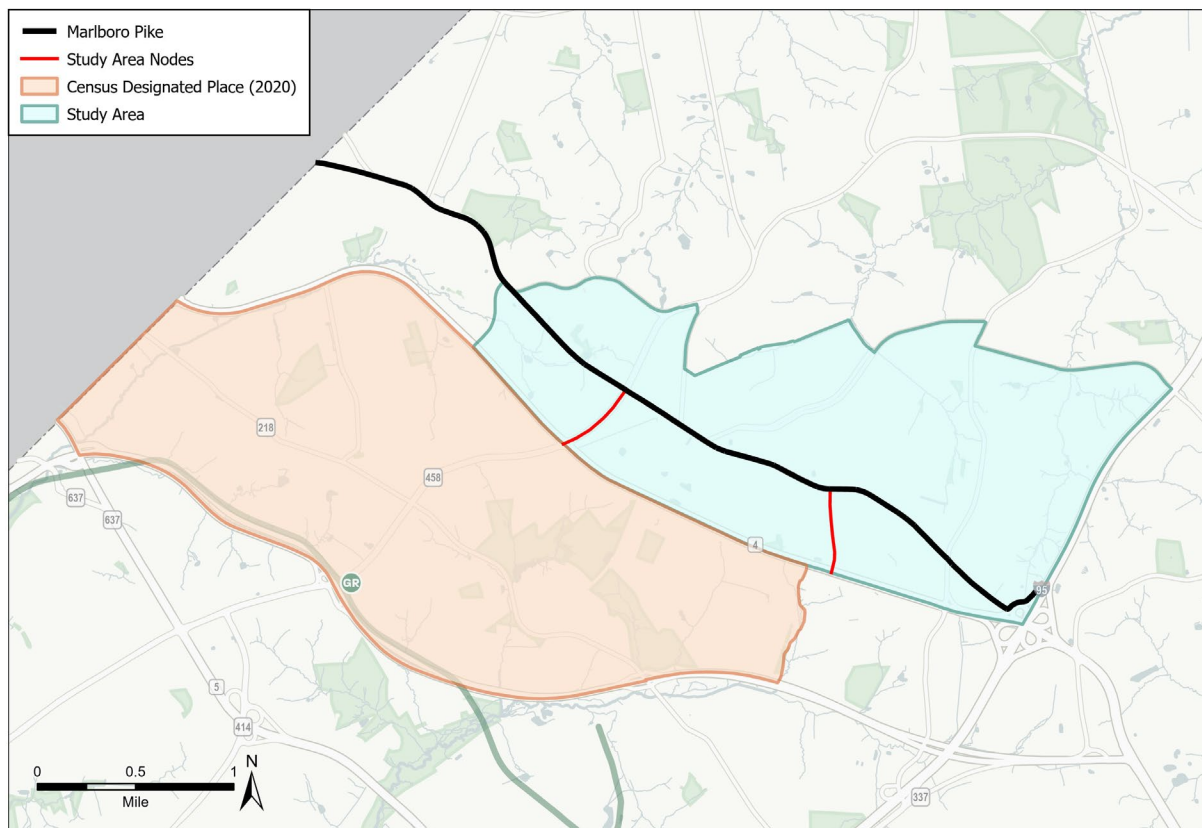 Marlboro Pike
Study Area Nodes
Census Designated Place (2020)
Study Area
218
458
637
637
4
GR
95
5
414
337
0 0.5 1
Mile
N